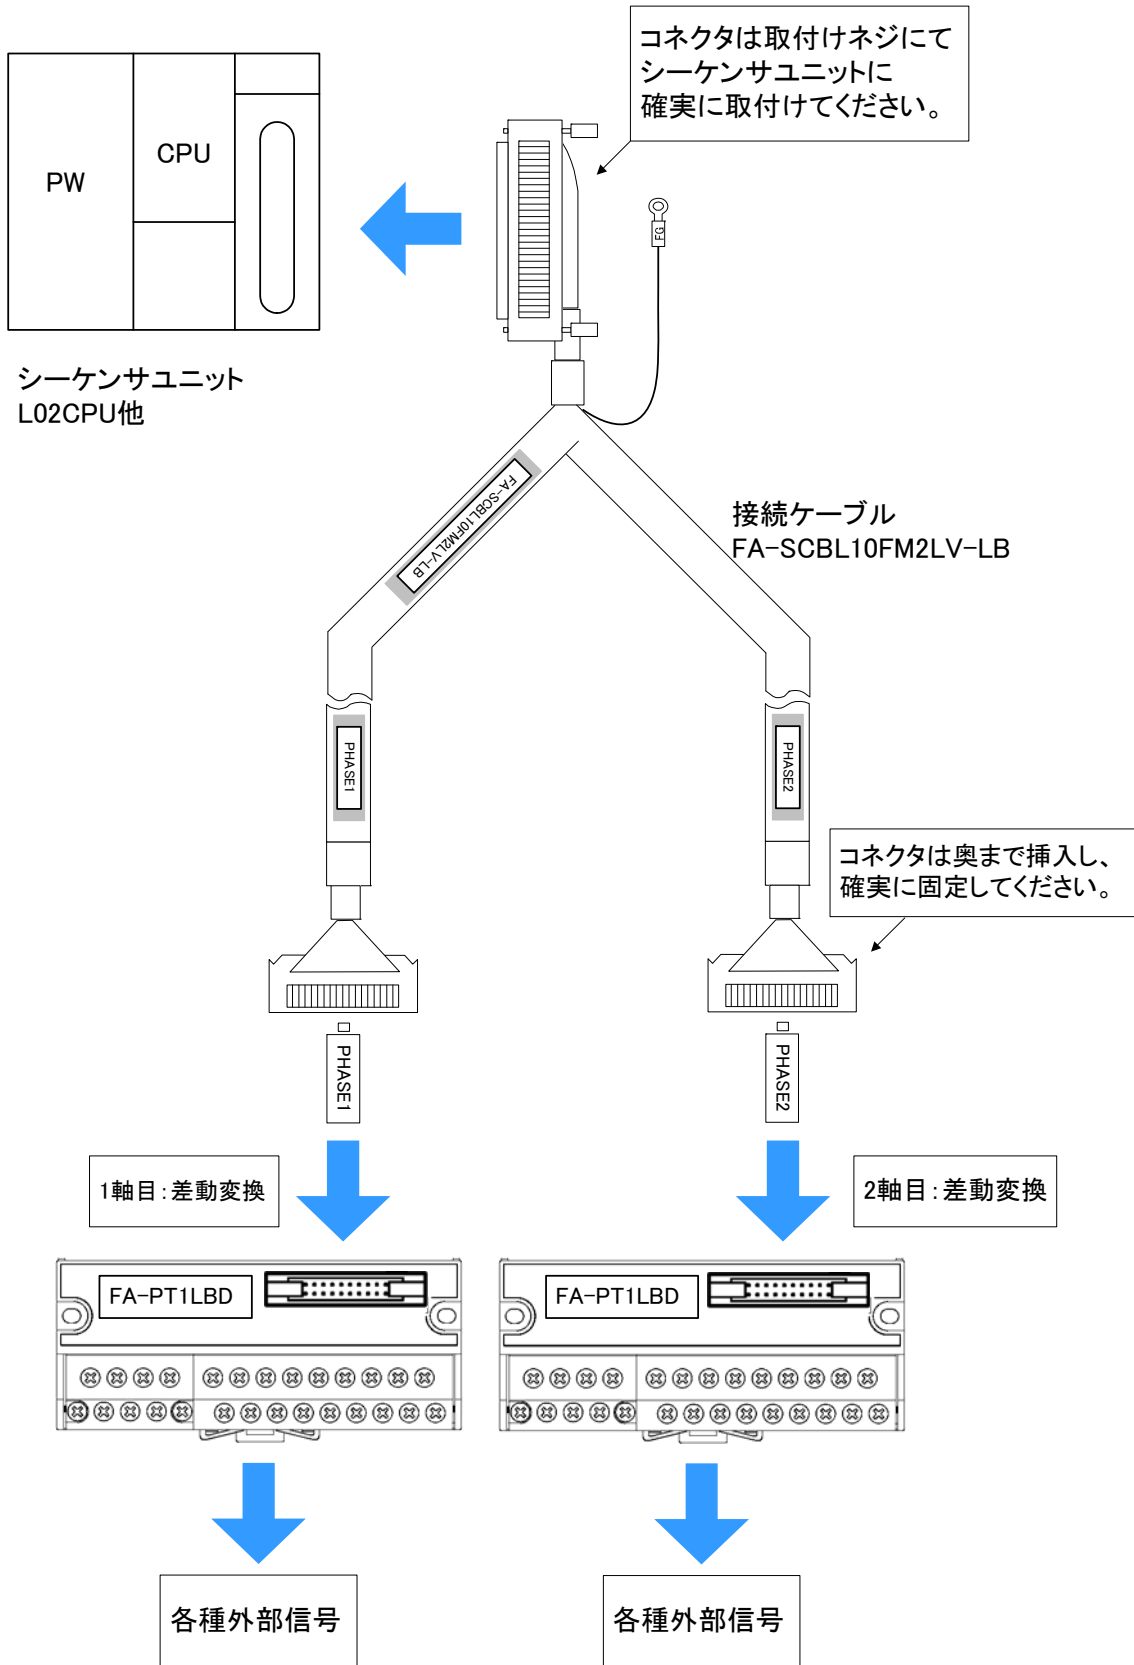 コネクタは取付けネジにて
シーケンサユニットに
確実に取付けてください。
PW
CPU
FG
シーケンサユニット
L02CPU他
FA-SCBL10FM2LV-LB
接続ケーブル
FA-SCBL10FM2LV-LB
PHASE1
PHASE2
コネクタは奥まで挿入し、
確実に固定してください。
PHASE1
PHASE2
1軸目：差動変換
2軸目：差動変換
FA-PT1LBD
FA-PT1LBD
各種外部信号
各種外部信号